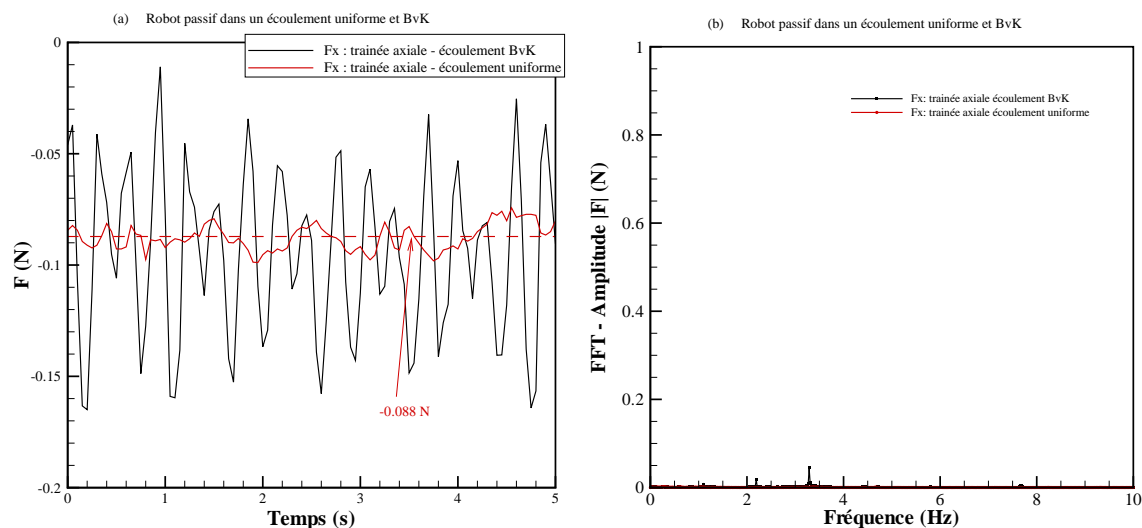 (a) Robot passif dans un écoulement uniforme et BvK
Fx : trainée axiale - écoulement BvK
Fx : trainée axiale - écoulement uniforme
0
-0.05
-0.1
-0.15
-0.2
F (N)
-0.088 N
0 1 2 3 4 5
Temps (s)
(b) Robot passif dans un écoulement uniforme et BvK
Fx: trainée axiale écoulement BvK
Fx: trainée axiale écoulement uniforme
1
0.8
0.6
0.4
0.2
0
FFT - Amplitude |F| (N)
0 2 4 6 8 10
Fréquence (Hz)